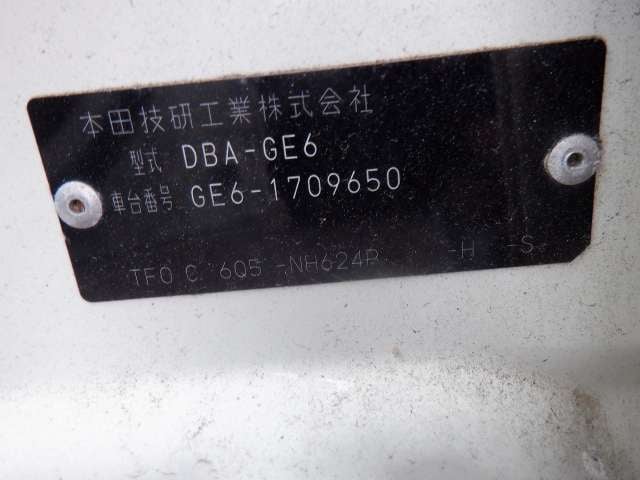 本田技研工業株式会社
型式 DBA-GE6
車台番号 GE6-1709650
TF0 C 6Q5 -NH624P -H -S